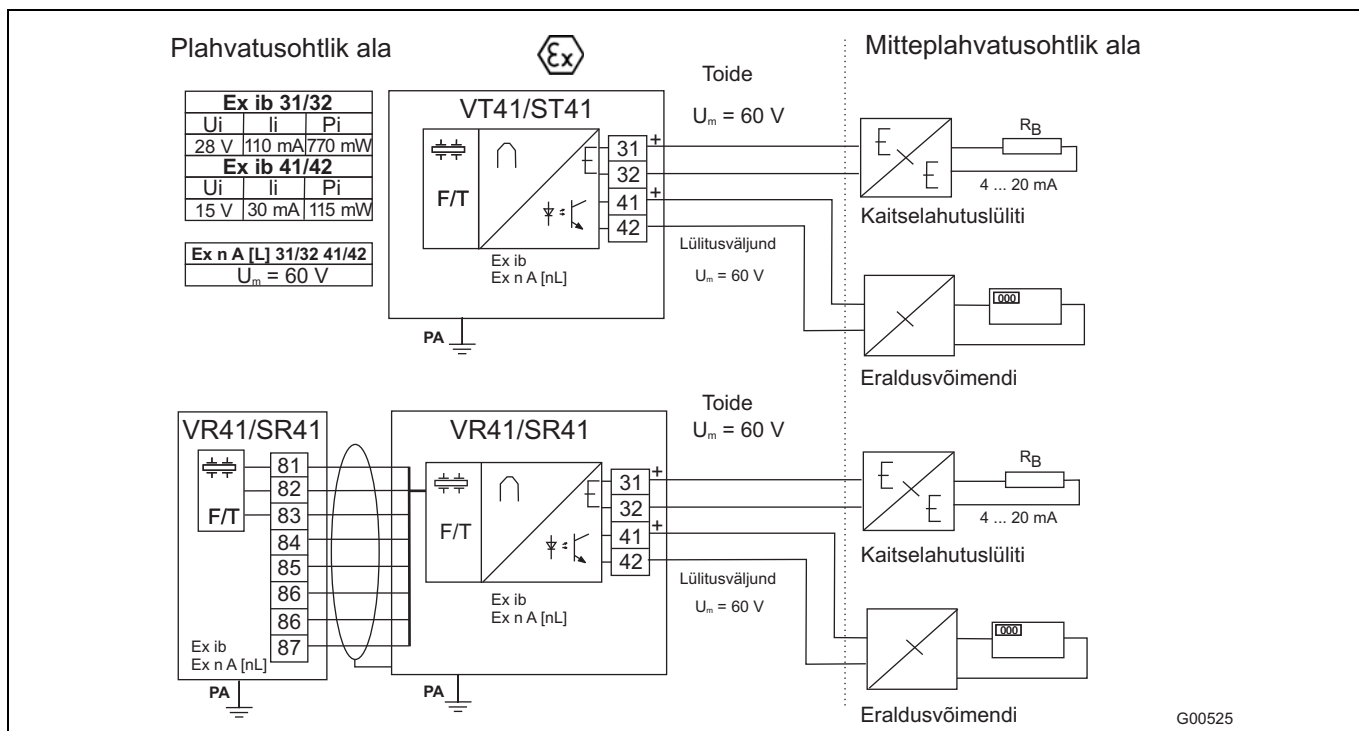 Plahvatusohtlik ala
Mitteplahvatusohtlik ala
Ex
Ex ib 31/32
Ui Ii Pi
28 V 110 mA 770 mW
Ex ib 41/42
Ui Ii Pi
15 V 30 mA 115 mW
Ex n A [L] 31/32 41/42
Um = 60 V
VT41/ST41
F/T
31 +
32
41 +
42
Ex ib
Ex n A [nL]
PA
Toide
Um = 60 V
Lülitusväljund
Um = 60 V
E E
RB
4 ... 20 mA
Kaitselahutuslüliti
000
Eraldusvõimendi
VR41/SR41
F/T
81
82
83
84
85
86
86
87
Ex ib
Ex n A [nL]
PA
VR41/SR41
F/T
31 +
32
41 +
42
Ex ib
Ex n A [nL]
PA
Toide
Um = 60 V
Lülitusväljund
Um = 60 V
E E
RB
4 ... 20 mA
Kaitselahutuslüliti
000
Eraldusvõimendi
G00525